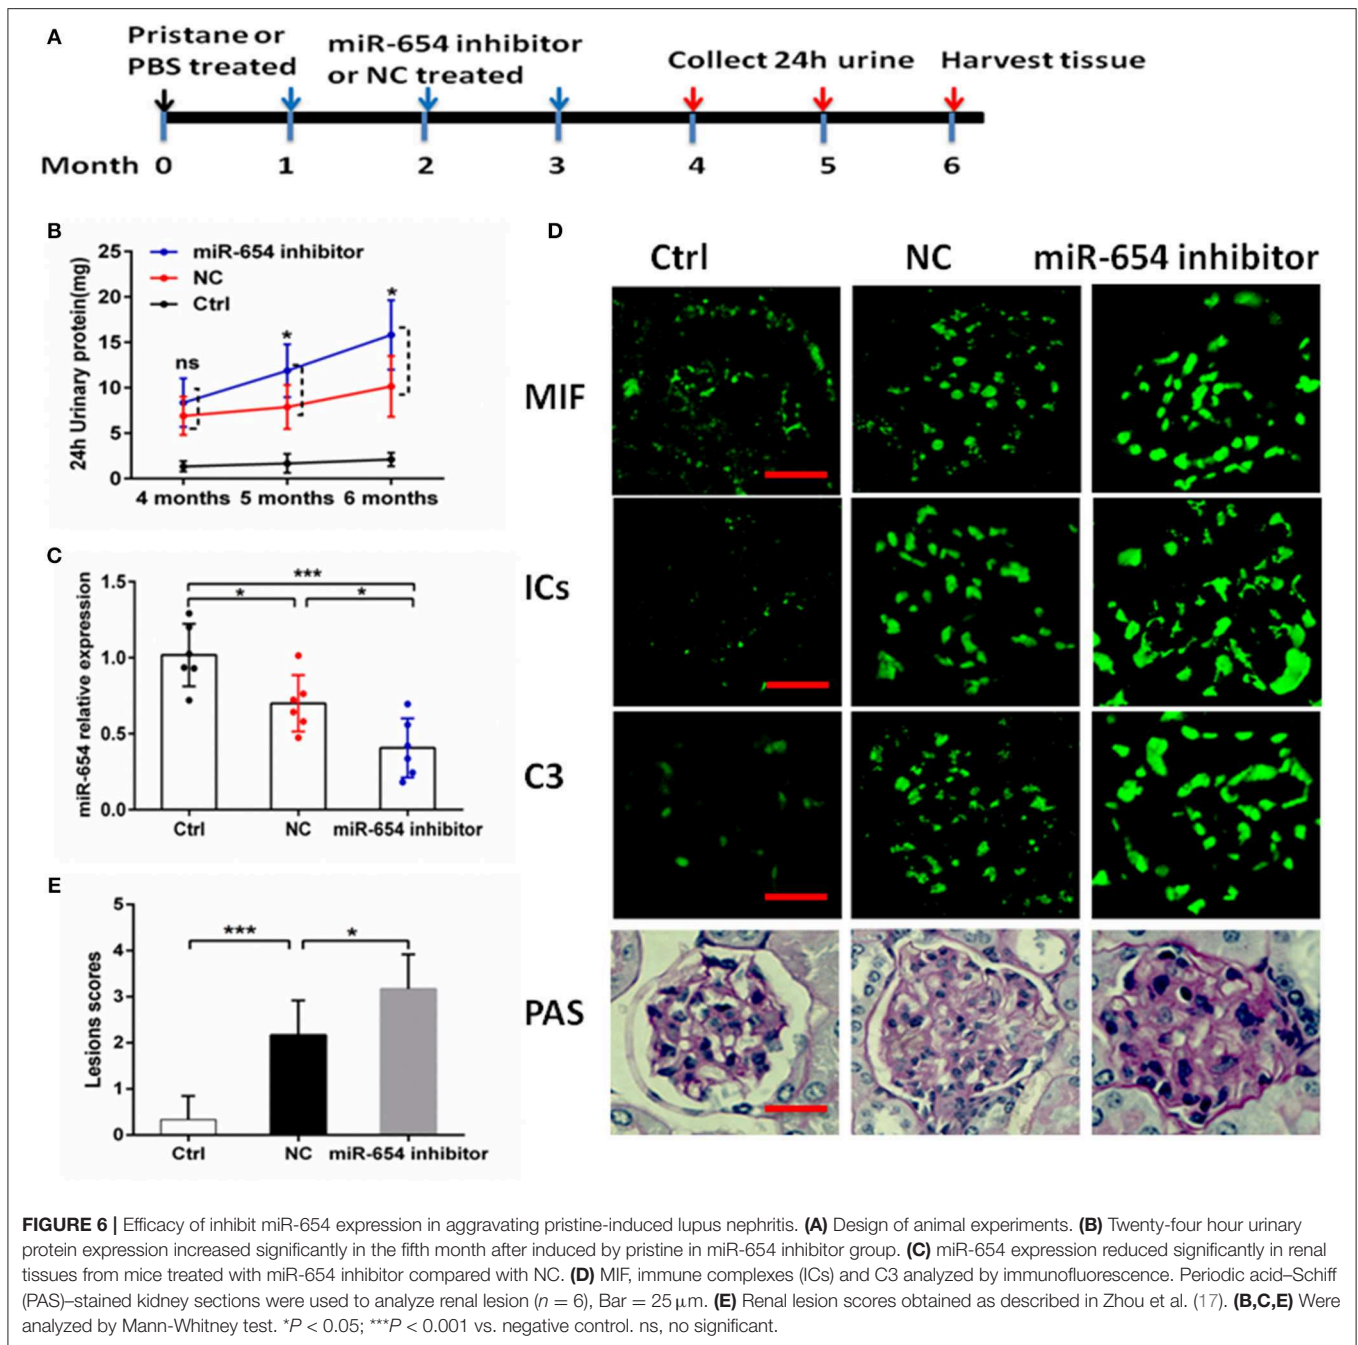 A
Pristane or
PBS treated
miR-654 inhibitor
or NC treated
Collect 24h urine
Harvest tissue
Month 0 1 2 3 4 5 6
B
24h Urinary protein(mg)
25
20
15
10
5
0
miR-654 inhibitor
NC
Ctrl
ns
*
*
4 months 5 months 6 months
C
miR-654 relative expression
1.5
1.0
0.5
0.0
***
* *
Ctrl NC miR-654 inhibitor
E
Lesions scores
5
4
3
2
1
0
*** *
Ctrl NC miR-654 inhibitor
D
Ctrl NC miR-654 inhibitor
MIF
ICs
C3
PAS
FIGURE 6 | Efficacy of inhibit miR-654 expression in aggravating pristine-induced lupus nephritis. (A) Design of animal experiments. (B) Twenty-four hour urinary
protein expression increased significantly in the fifth month after induced by pristine in miR-654 inhibitor group. (C) miR-654 expression reduced significantly in renal
tissues from mice treated with miR-654 inhibitor compared with NC. (D) MIF, immune complexes (ICs) and C3 analyzed by immunofluorescence. Periodic acid–Schiff
(PAS)–stained kidney sections were used to analyze renal lesion (n = 6), Bar = 25 μm. (E) Renal lesion scores obtained as described in Zhou et al. (17). (B,C,E) Were
analyzed by Mann-Whitney test. *P < 0.05; ***P < 0.001 vs. negative control. ns, no significant.